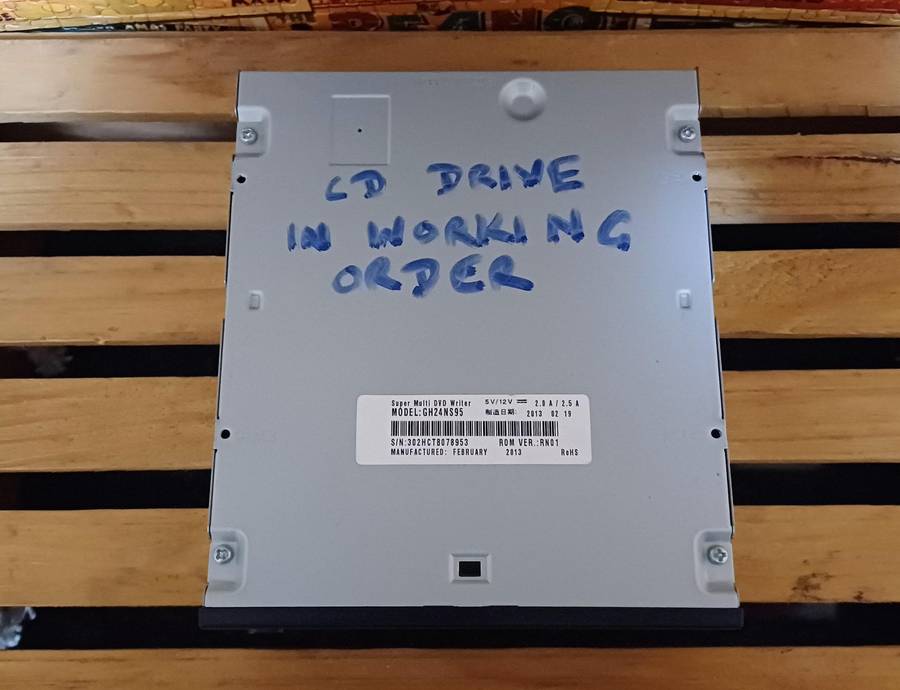 CD DRIVE
IN WORKING
ORDER
Super Multi DVD Writer 5V/12V 2.0 A / 2.5 A
MODEL:GH24NS95 制造日期: 2013 02 19
S/N:302HCTB078953 ROM VER.:RN01
MANUFACTURED: FEBRUARY 2013 RoHS